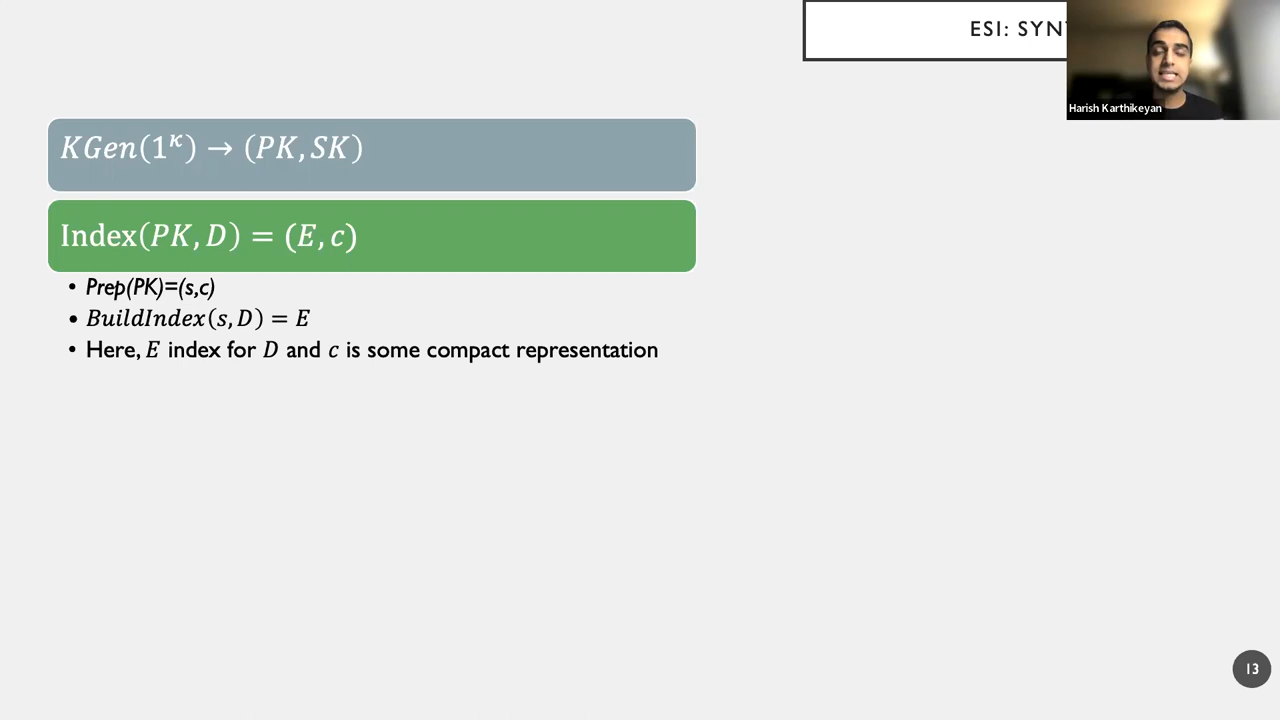 ESI: SYN
Harish Karthikeyan
KGen(1^κ) → (PK, SK)
Index(PK, D) = (E, c)
• Prep(PK)=(s,c)
• BuildIndex(s, D) = E
• Here, E index for D and c is some compact representation
13